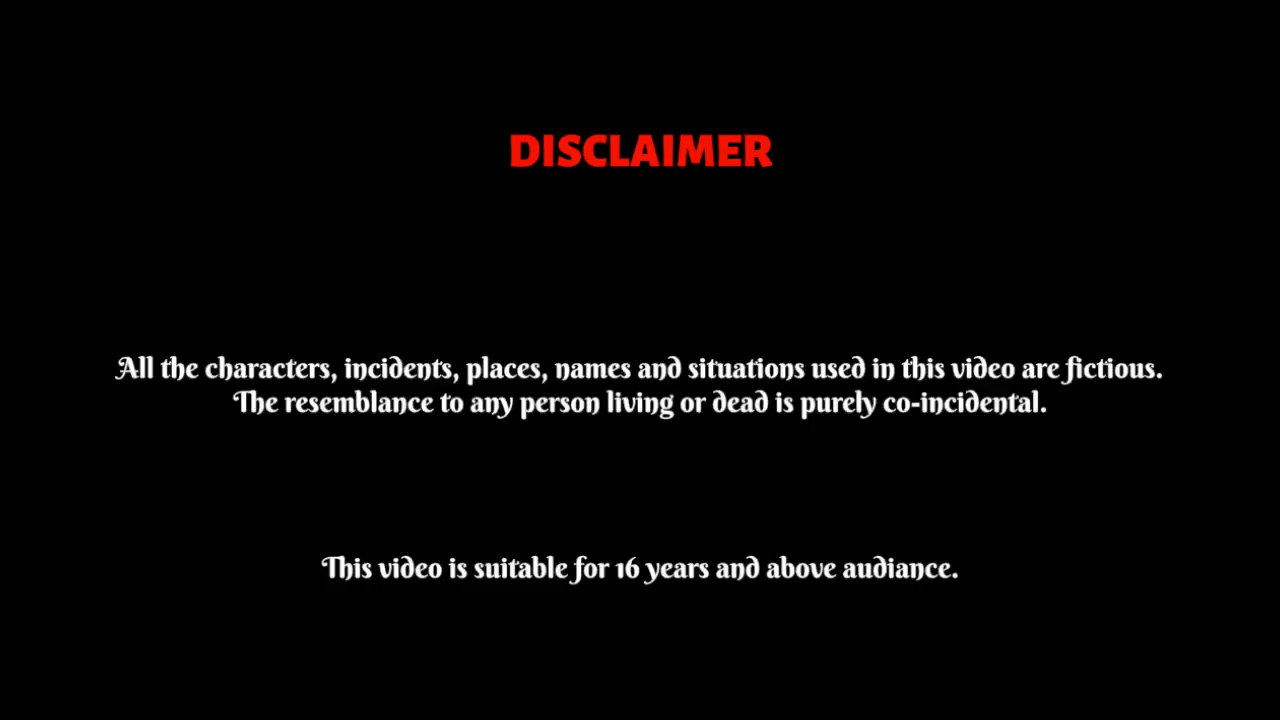 DISCLAIMER
All the characters, incidents, places, names and situations used in this video are fictious.
The resemblance to any person living or dead is purely co-incidental.
This video is suitable for 16 years and above audiance.